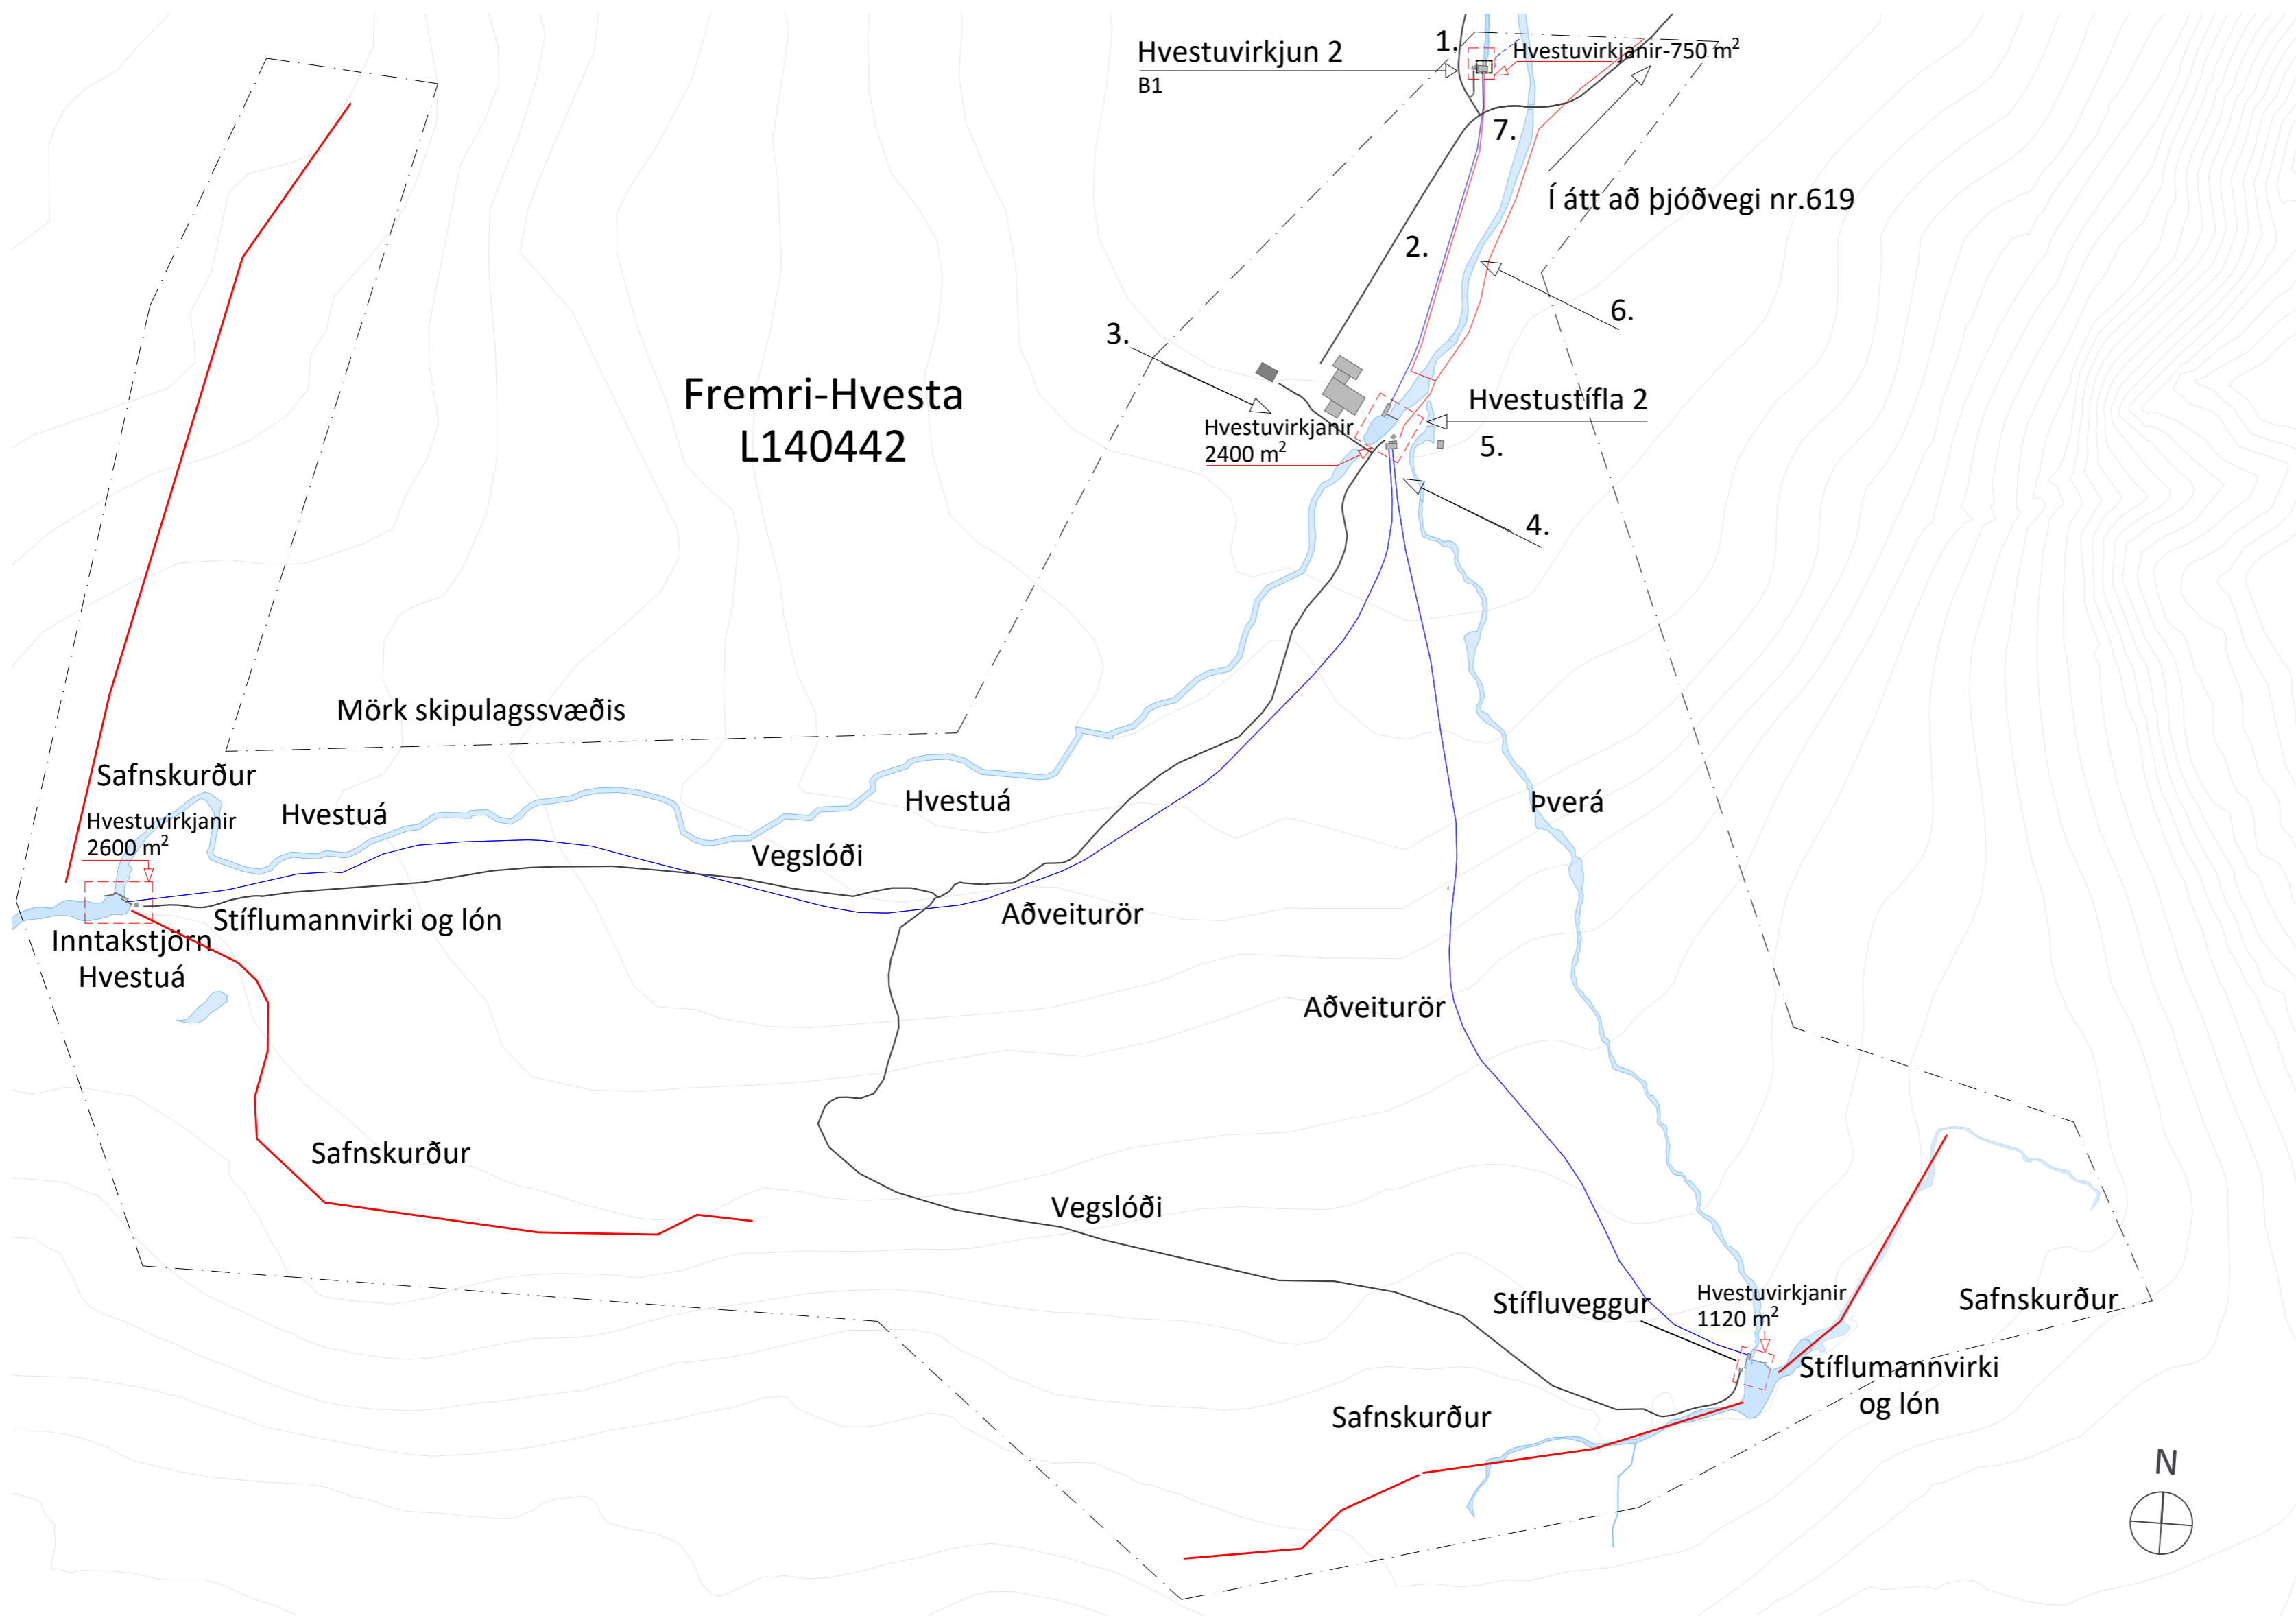 Hvestuvirkjun 2
B1
1.
Hvestuvirkjanir-750 m²
7.
Í átt að þjóðvegi nr.619
2.
6.
3.
Fremri-Hvesta
L140442
Hvestustífla 2
Hvestuvirkjanir
2400 m²
5.
4.
Mörk skipulagssvæðis
Safnskurður
Hvestuvirkjanir
2600 m²
Hvestuá
Hvestuá
Þverá
Vegslóði
Stíflumannvirki og lón
Aðveiturör
Inntakstjörn
Hvestuá
Aðveiturör
Safnskurður
Vegslóði
Stífluveggur
Hvestuvirkjanir
1120 m²
Safnskurður
Stíflumannvirki
og lón
Safnskurður
N